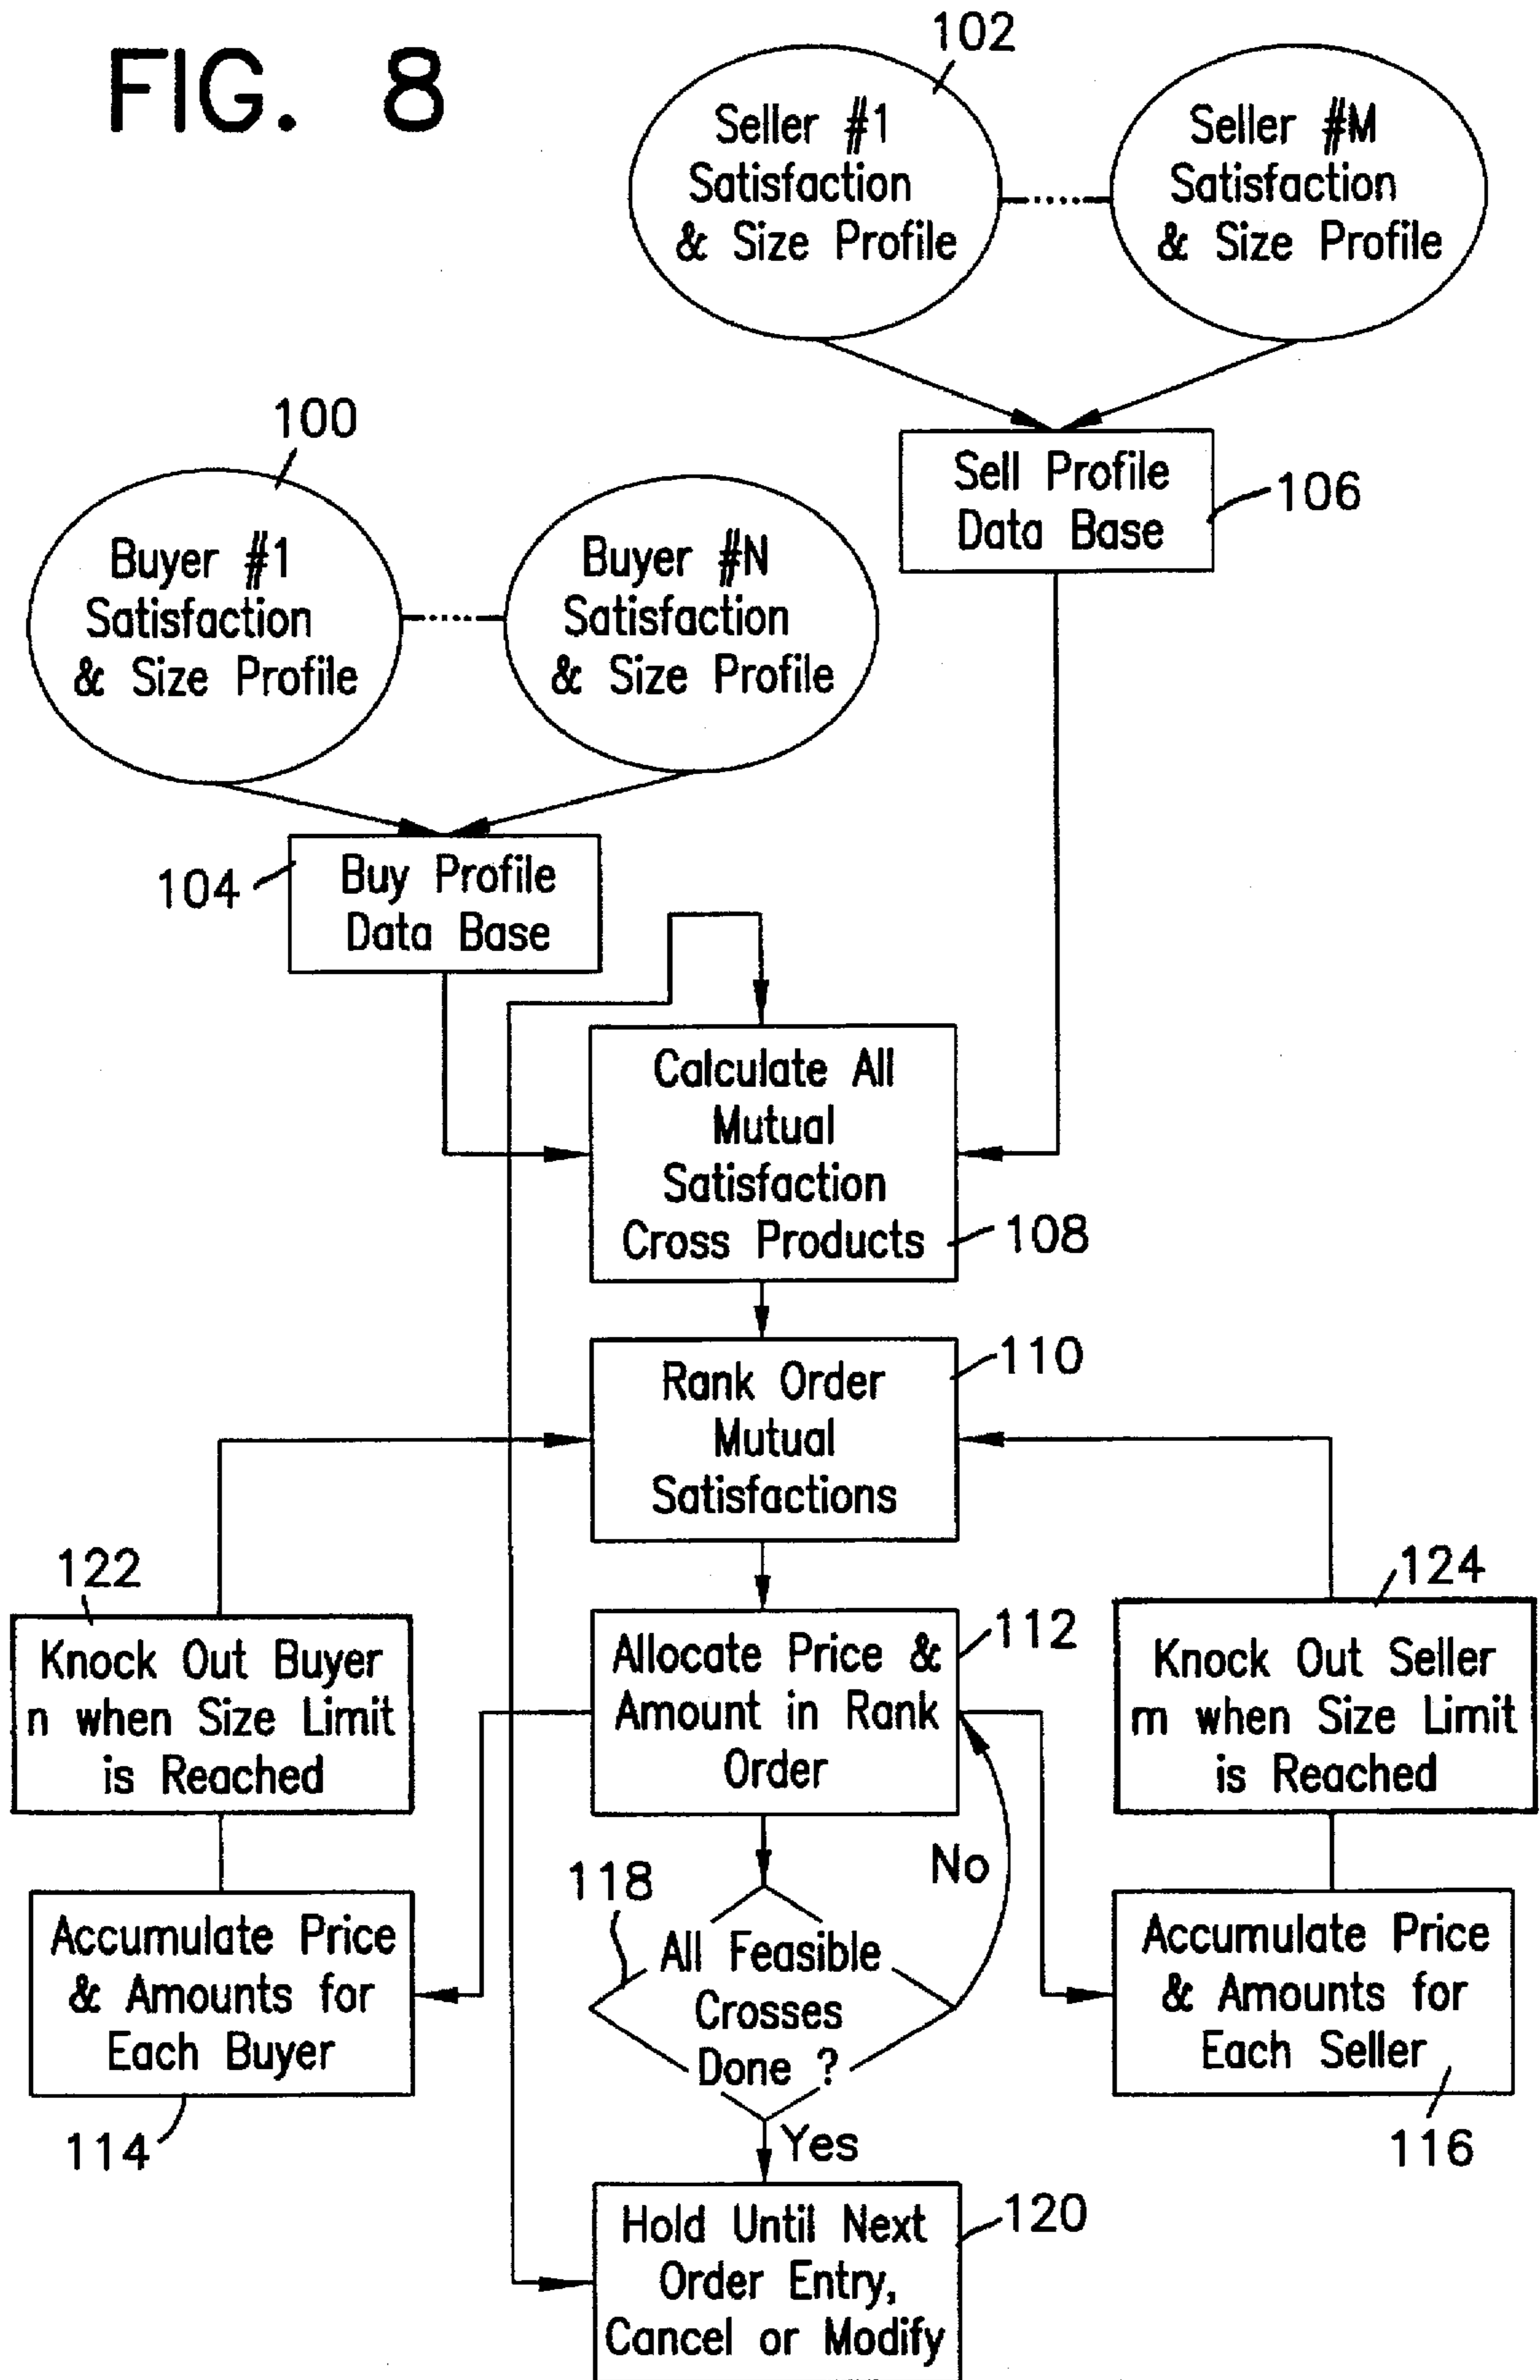 FIG. 8
102
Seller #1
Satisfaction
& Size Profile
Seller #M
Satisfaction
& Size Profile
100
Buyer #1
Satisfaction
& Size Profile
Buyer #N
Satisfaction
& Size Profile
Sell Profile
Data Base
106
104
Buy Profile
Data Base
Calculate All
Mutual
Satisfaction
Cross Products
108
Rank Order
Mutual
Satisfactions
110
122
Knock Out Buyer
n when Size Limit
is Reached
Allocate Price &
Amount in Rank
Order
112
124
Knock Out Seller
m when Size Limit
is Reached
118
No
Accumulate Price
& Amounts for
Each Buyer
114
All Feasible
Crosses
Done ?
Accumulate Price
& Amounts for
Each Seller
116
Yes
Hold Until Next
Order Entry,
Cancel or Modify
120